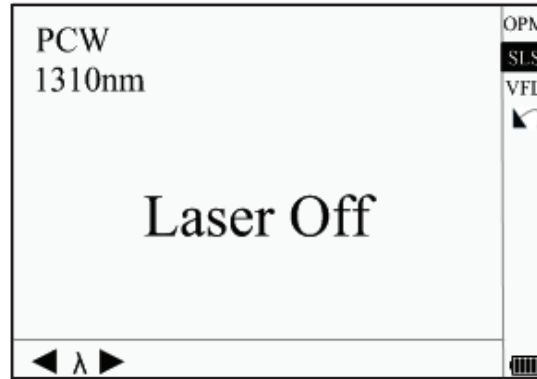 PCW
1310nm
Laser Off
OPM
SLS
VFL
λ